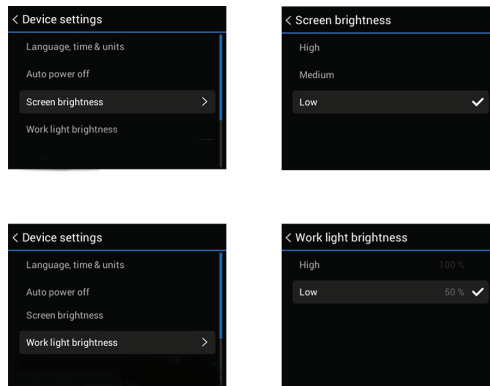 Device settings
Language, time & units
Auto power off
Screen brightness
Work light brightness
Screen brightness
High
Medium
Low
Device settings
Language, time & units
Auto power off
Screen brightness
Work light brightness
Work light brightness
High 100 %
Low 50 %